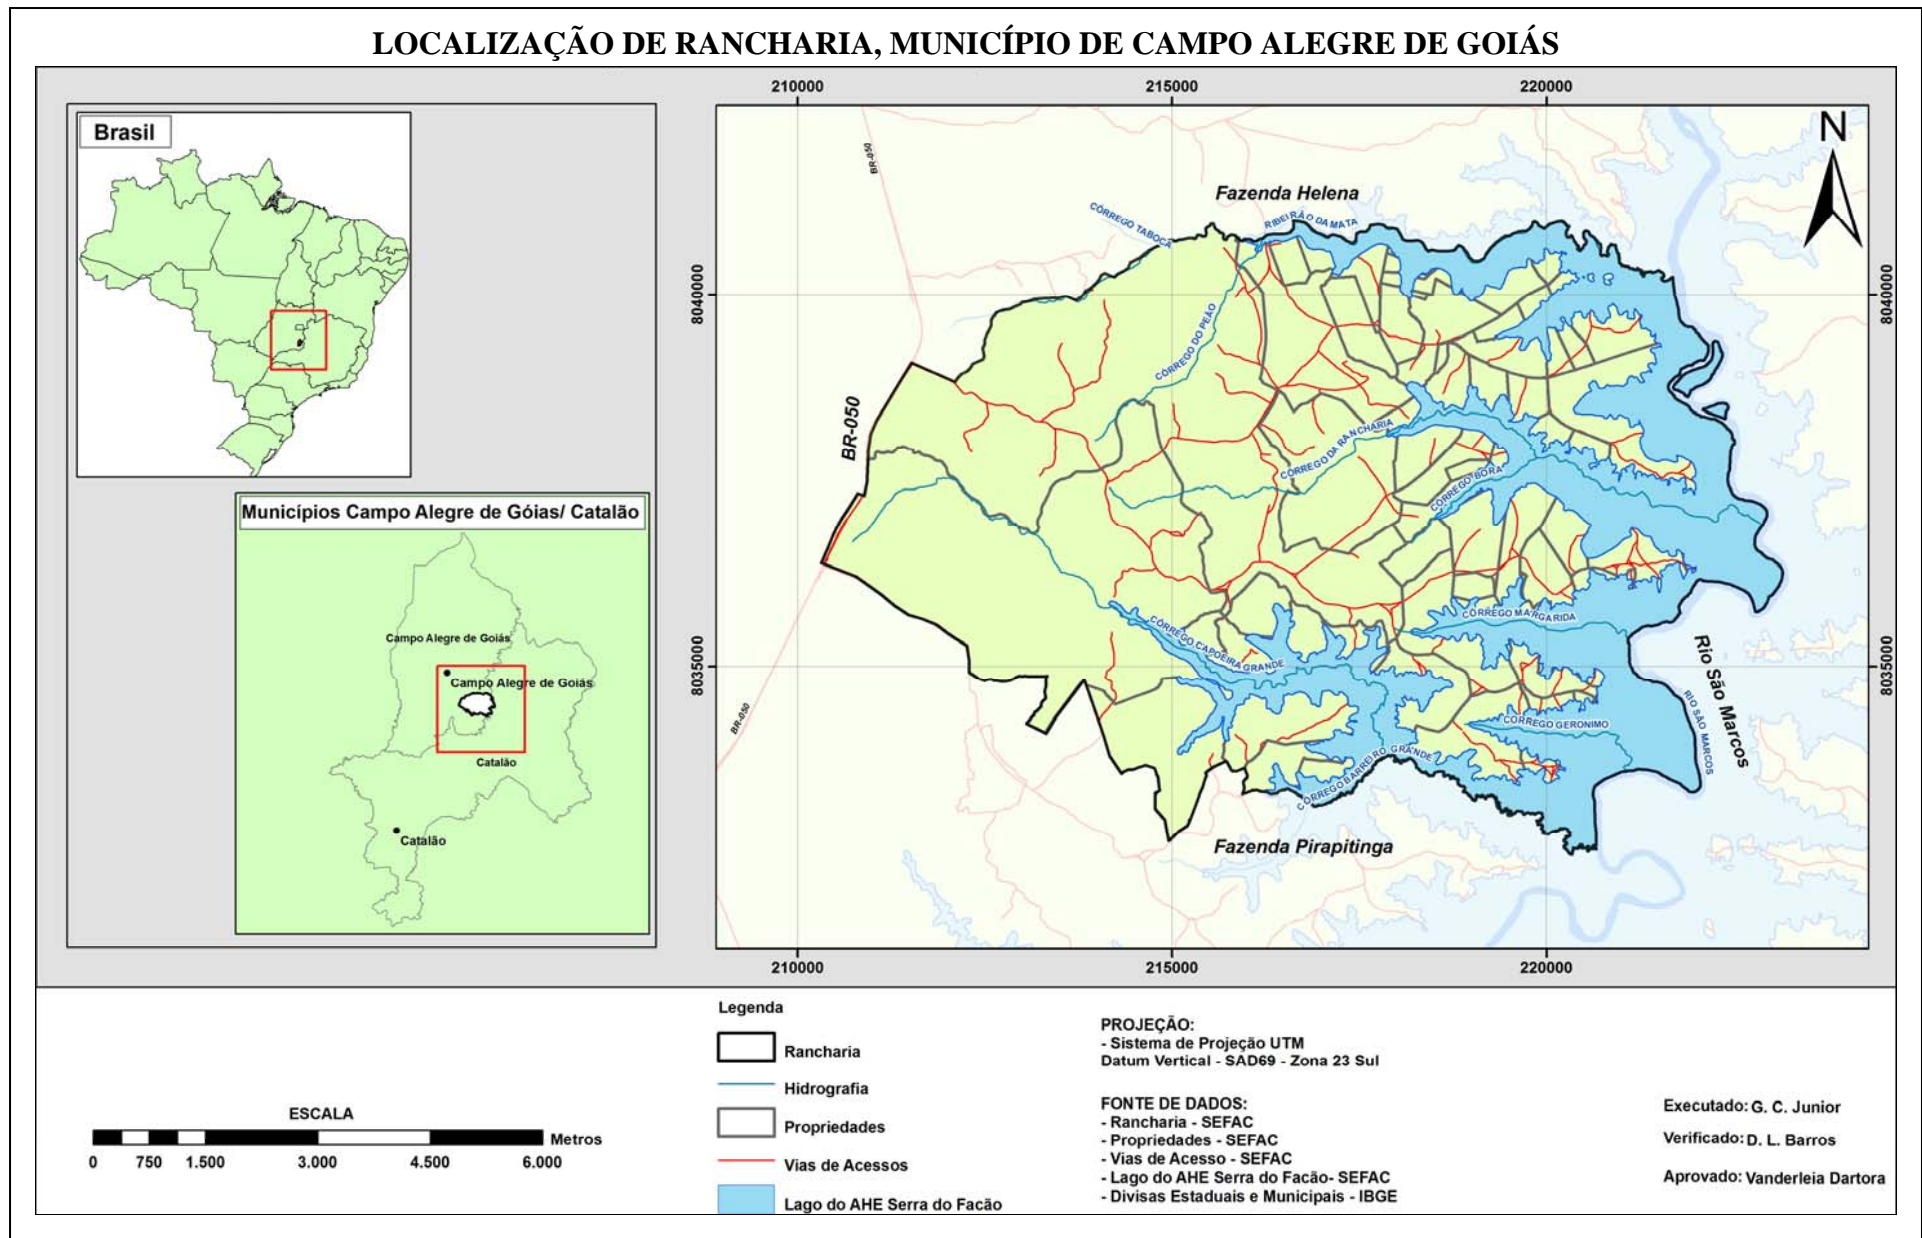 LOCALIZAÇÃO DE RANCHARIA, MUNICÍPIO DE CAMPO ALEGRE DE GOIÁS
Brasil
Municípios Campo Alegre de Góias/ Catalão
Campo Alegre de Goiás
Campo Alegre de Goiás
Catalão
Catalão
210000
215000
220000
N
8040000
8040000
8035000
8035000
BR-050
Fazenda Helena
CÓRREGO TABOCA
RIBEIRÃO DA MATA
CÓRREGO DO PEÃO
BR-050
CÓRREGO DA RANCHARIA
CÓRREGO BORA
CÓRREGO MARGARIDA
CÓRREGO CAPOEIRA GRANDE
Rio São Marcos
RIO SÃO MARCOS
BR-050
CÓRREGO GERONIMO
CÓRREGO BARREIRO GRANDE
Fazenda Pirapitinga
210000
215000
220000
ESCALA
Metros
0 750 1.500 3.000 4.500 6.000
Legenda
Rancharia
Hidrografia
Propriedades
Vias de Acessos
Lago do AHE Serra do Facão
PROJEÇÃO:
- Sistema de Projeção UTM
Datum Vertical - SAD69 - Zona 23 Sul
FONTE DE DADOS:
- Rancharia - SEFAC
- Propriedades - SEFAC
- Vias de Acesso - SEFAC
- Lago do AHE Serra do Facão- SEFAC
- Divisas Estaduais e Municipais - IBGE
Executado: G. C. Junior
Verificado: D. L. Barros
Aprovado: Vanderleia Dartora